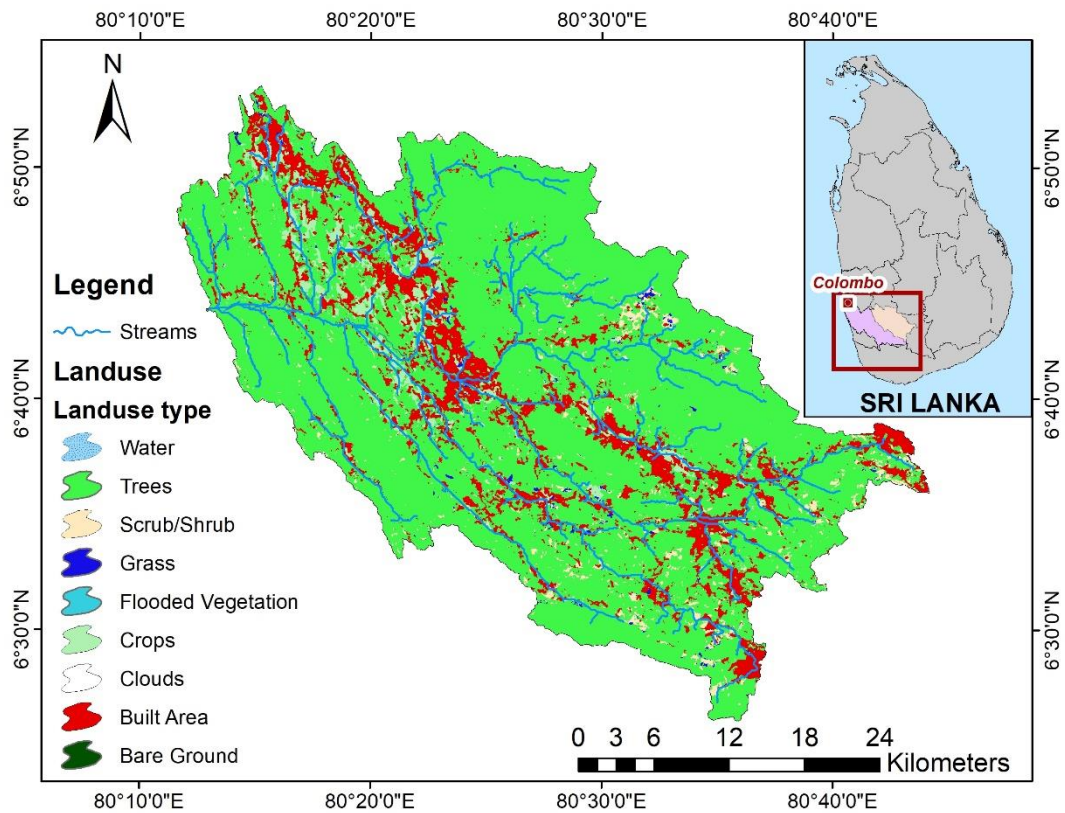 80°10'0"E 80°20'0"E 80°30'0"E 80°40'0"E
N
6°50'0"N
6°50'0"N
Colombo
SRI LANKA
Legend
Streams
Landuse
6°40'0"N
6°40'0"N
Landuse type
Water
Trees
Scrub/Shrub
Grass
Flooded Vegetation
Crops
Clouds
Built Area
Bare Ground
6°30'0"N
6°30'0"N
0 3 6 12 18 24
Kilometers
80°10'0"E 80°20'0"E 80°30'0"E 80°40'0"E